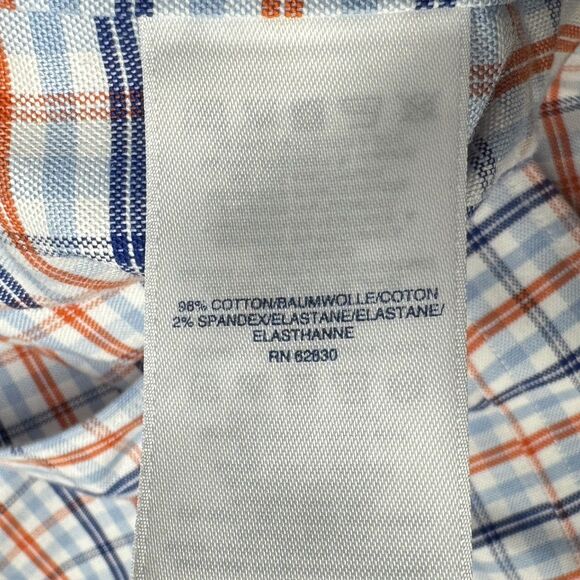 98% COTTON/BAUMWOLLE/COTON
2% SPANDEX/ELASTANE/ELASTANE/
ELASTHANNE
RN 62830